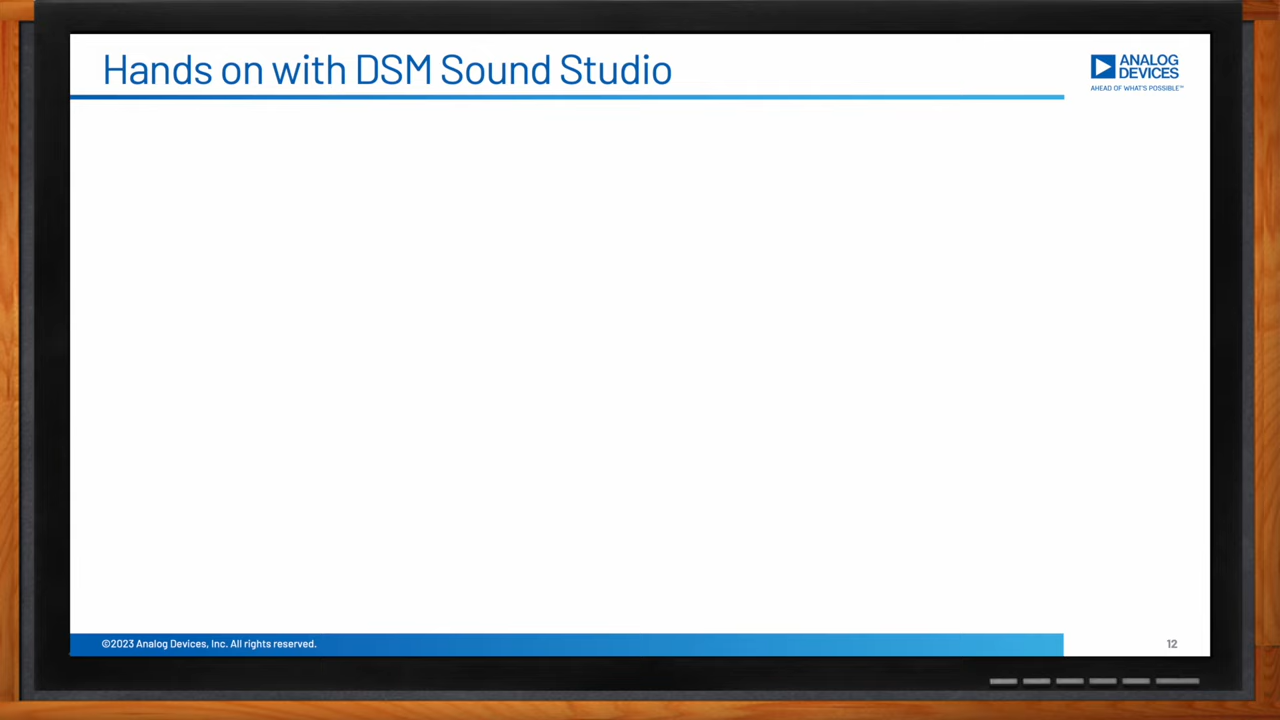 Hands on with DSM Sound Studio
ANALOG
DEVICES
AHEAD OF WHAT'S POSSIBLE™
©2023 Analog Devices, Inc. All rights reserved.
12